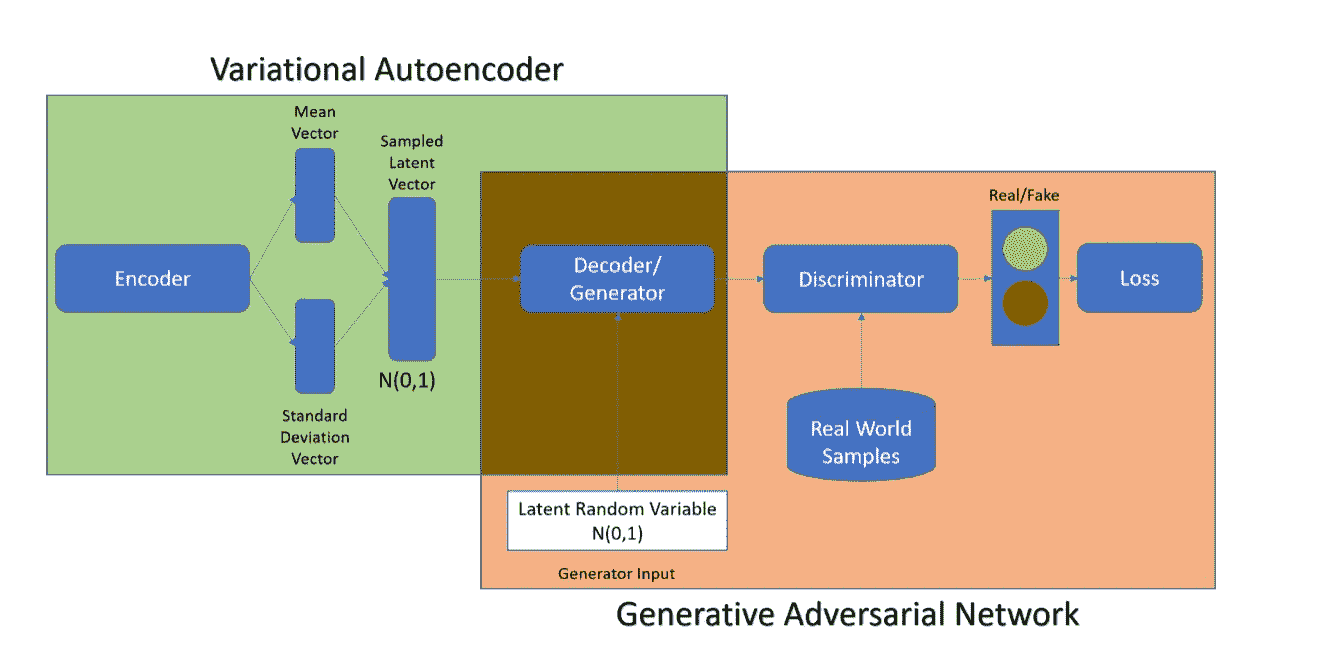 Variational Autoencoder
Mean
Vector
Sampled
Latent
Vector
Encoder
N(0,1)
Standard
Deviation
Vector
Decoder/
Generator
Discriminator
Real/Fake
Loss
Real World
Samples
Latent Random Variable
N(0,1)
Generator Input
Generative Adversarial Network